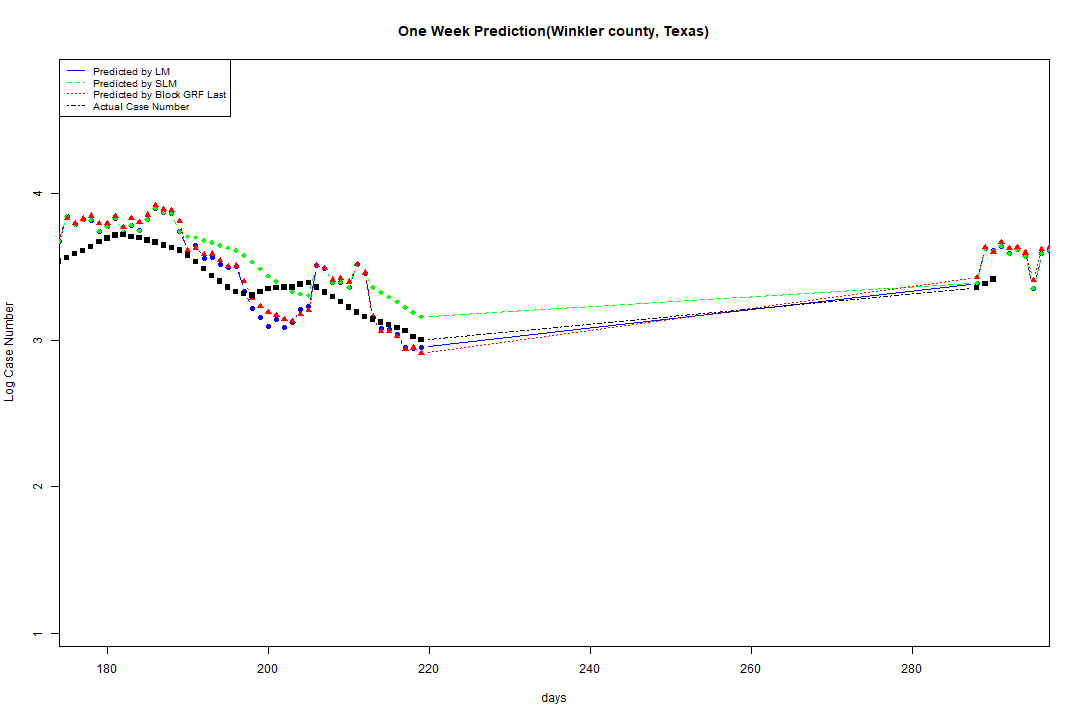 One Week Prediction(Winkler county, Texas)
Predicted by LM
Predicted by SLM
Predicted by Block GRF Last
Actual Case Number
4
3
2
1
Log Case Number
180 200 220 240 260 280
days